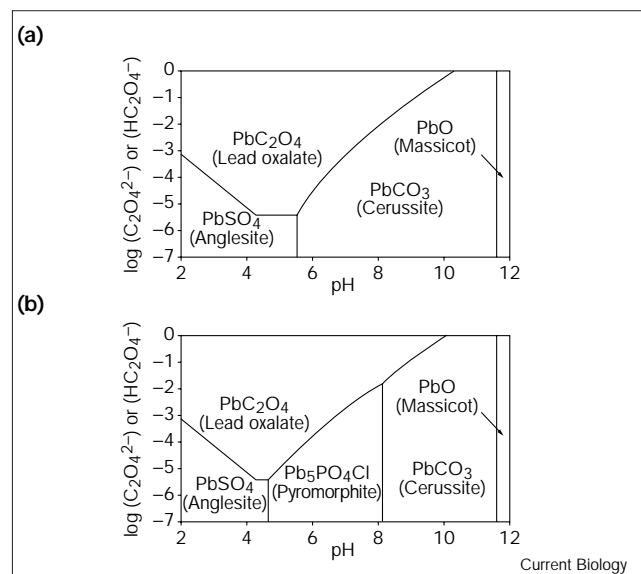 (a)
log (C₂O₄²⁻) or (HC₂O₄⁻)
0
−1
−2
−3
−4
−5
−6
−7
PbC₂O₄
(Lead oxalate)
PbSO₄
(Anglesite)
PbO
(Massicot)
PbCO₃
(Cerussite)
2 4 6 8 10 12
pH
(b)
log (C₂O₄²⁻) or (HC₂O₄⁻)
0
−1
−2
−3
−4
−5
−6
−7
PbC₂O₄
(Lead oxalate)
PbSO₄
(Anglesite)
Pb₅PO₄Cl
(Pyromorphite)
PbO
(Massicot)
PbCO₃
(Cerussite)
2 4 6 8 10 12
pH
Current Biology